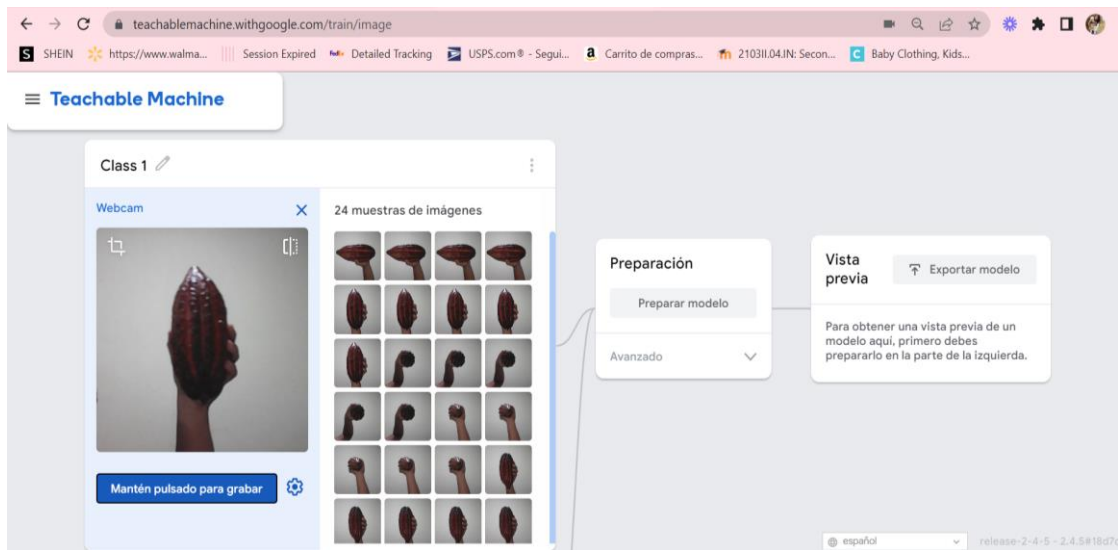 teachablemachine.withgoogle.com/train/image
S SHEIN https://www.walma... Session Expired FedEx Detailed Tracking USPS.com® - Segui... a Carrito de compras... 2103II.04.IN: Secon... C Baby Clothing, Kids...
Teachable Machine
Class 1
Webcam
24 muestras de imágenes
Mantén pulsado para grabar
Preparación
Preparar modelo
Avanzado
Vista
previa
Exportar modelo
Para obtener una vista previa de un
modelo aquí, primero debes
prepararlo en la parte de la izquierda.
español
release-2-4-5 - 2.4.5#18d7